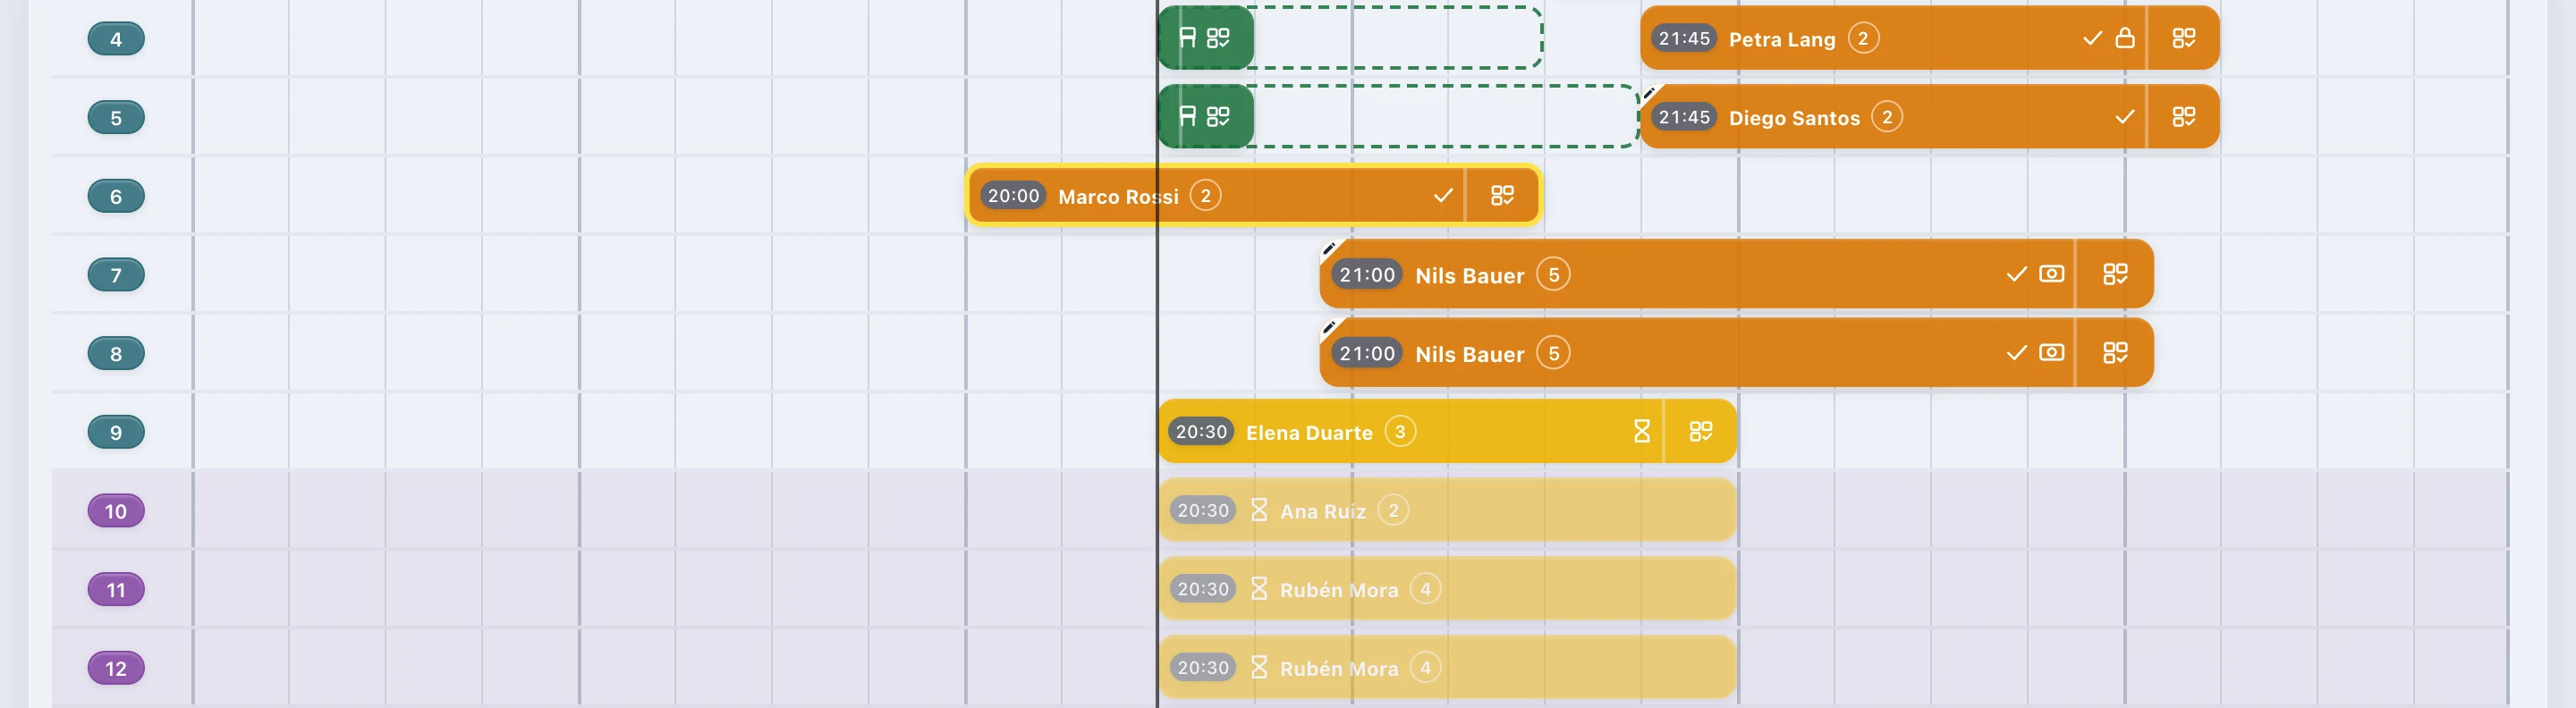 4 21:45 Petra Lang 2
5 21:45 Diego Santos 2
6 20:00 Marco Rossi 2
7 21:00 Nils Bauer 5
8 21:00 Nils Bauer 5
9 20:30 Elena Duarte 3
10 20:30 Ana Ruiz 2
11 20:30 Rubén Mora 4
12 20:30 Rubén Mora 4